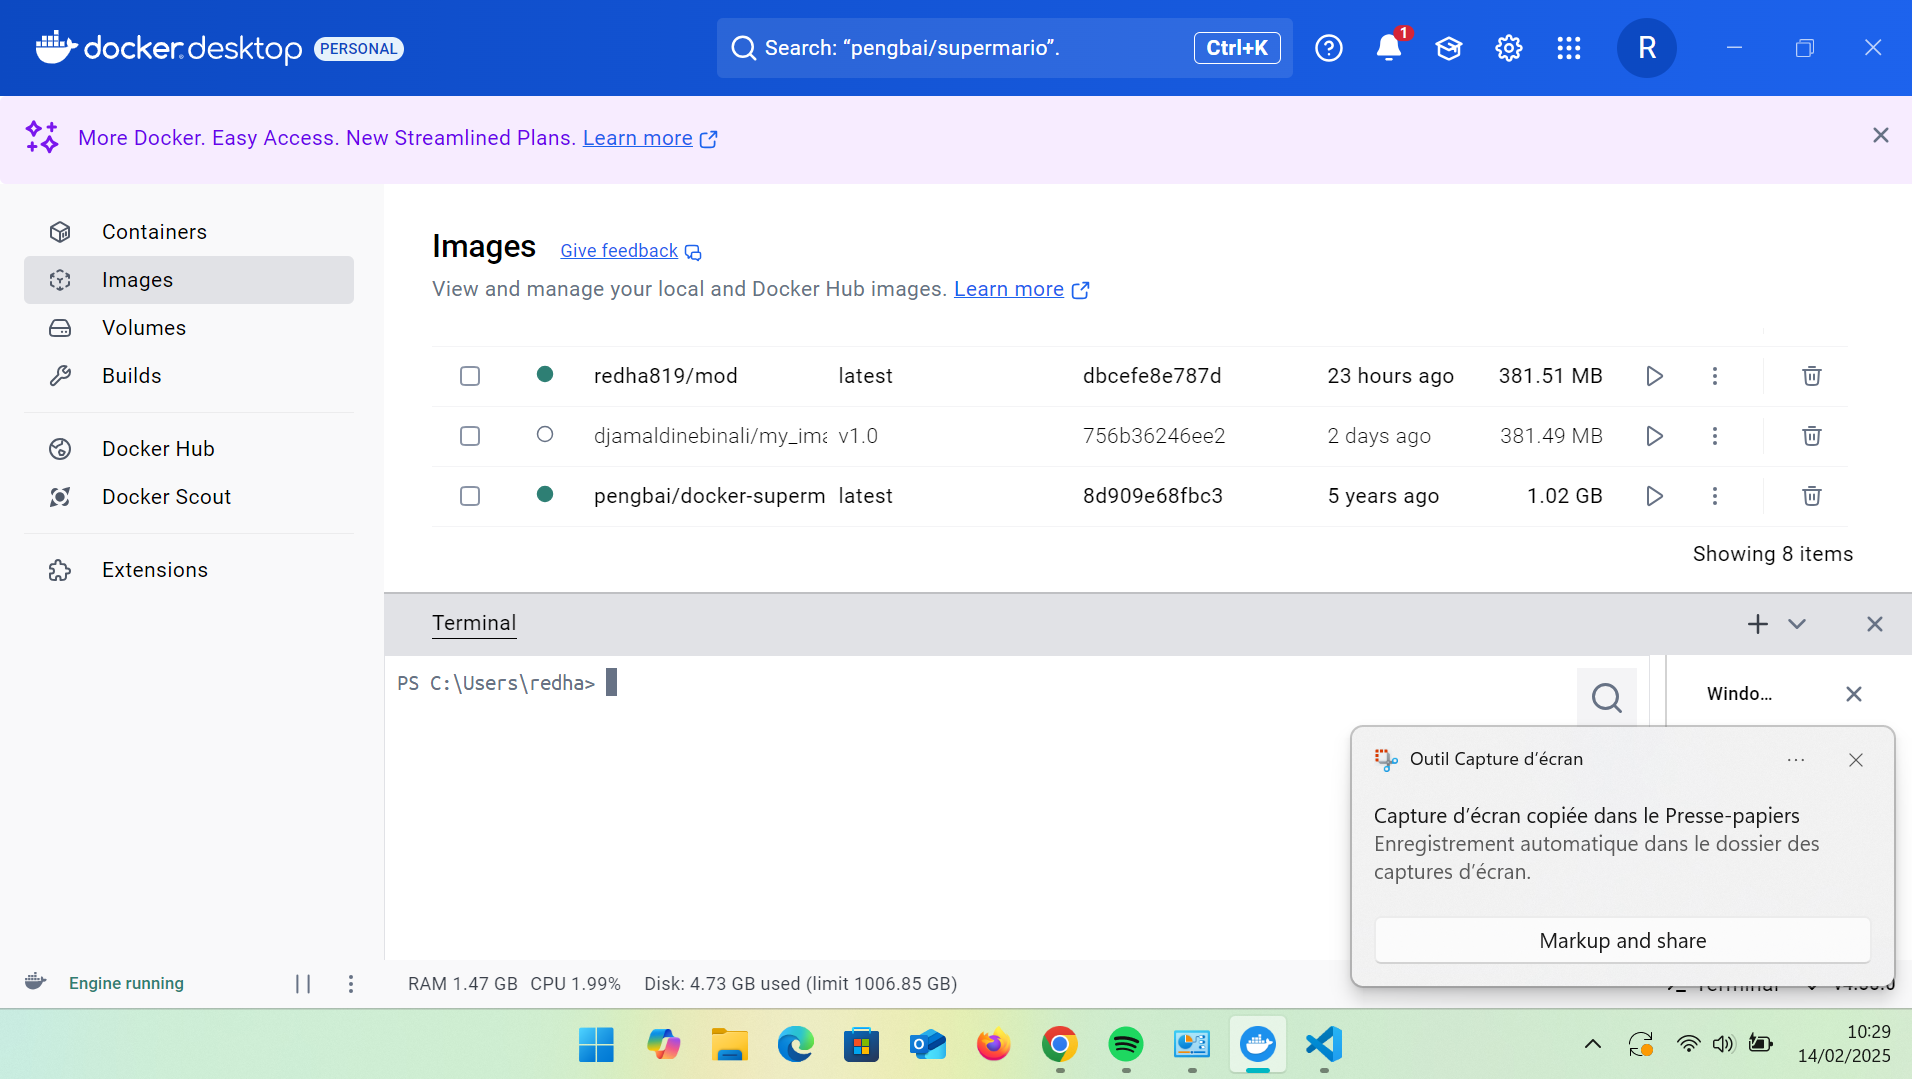 docker desktop PERSONAL
Search: “pengbai/supermario”. Ctrl+K
1
R
More Docker. Easy Access. New Streamlined Plans. Learn more
Containers
Images
Volumes
Builds
Docker Hub
Docker Scout
Extensions
Images Give feedback
View and manage your local and Docker Hub images. Learn more
redha819/mod latest dbcefe8e787d 23 hours ago 381.51 MB
djamaldinebinali/my_ima v1.0 756b36246ee2 2 days ago 381.49 MB
pengbai/docker-superm latest 8d909e68fbc3 5 years ago 1.02 GB
Showing 8 items
Terminal
PS C:\Users\redha>
Windo...
Outil Capture d’écran
Capture d’écran copiée dans le Presse-papiers
Enregistrement automatique dans le dossier des
captures d’écran.
Markup and share
Engine running
RAM 1.47 GB CPU 1.99% Disk: 4.73 GB used (limit 1006.85 GB)
Terminal
10:29
14/02/2025